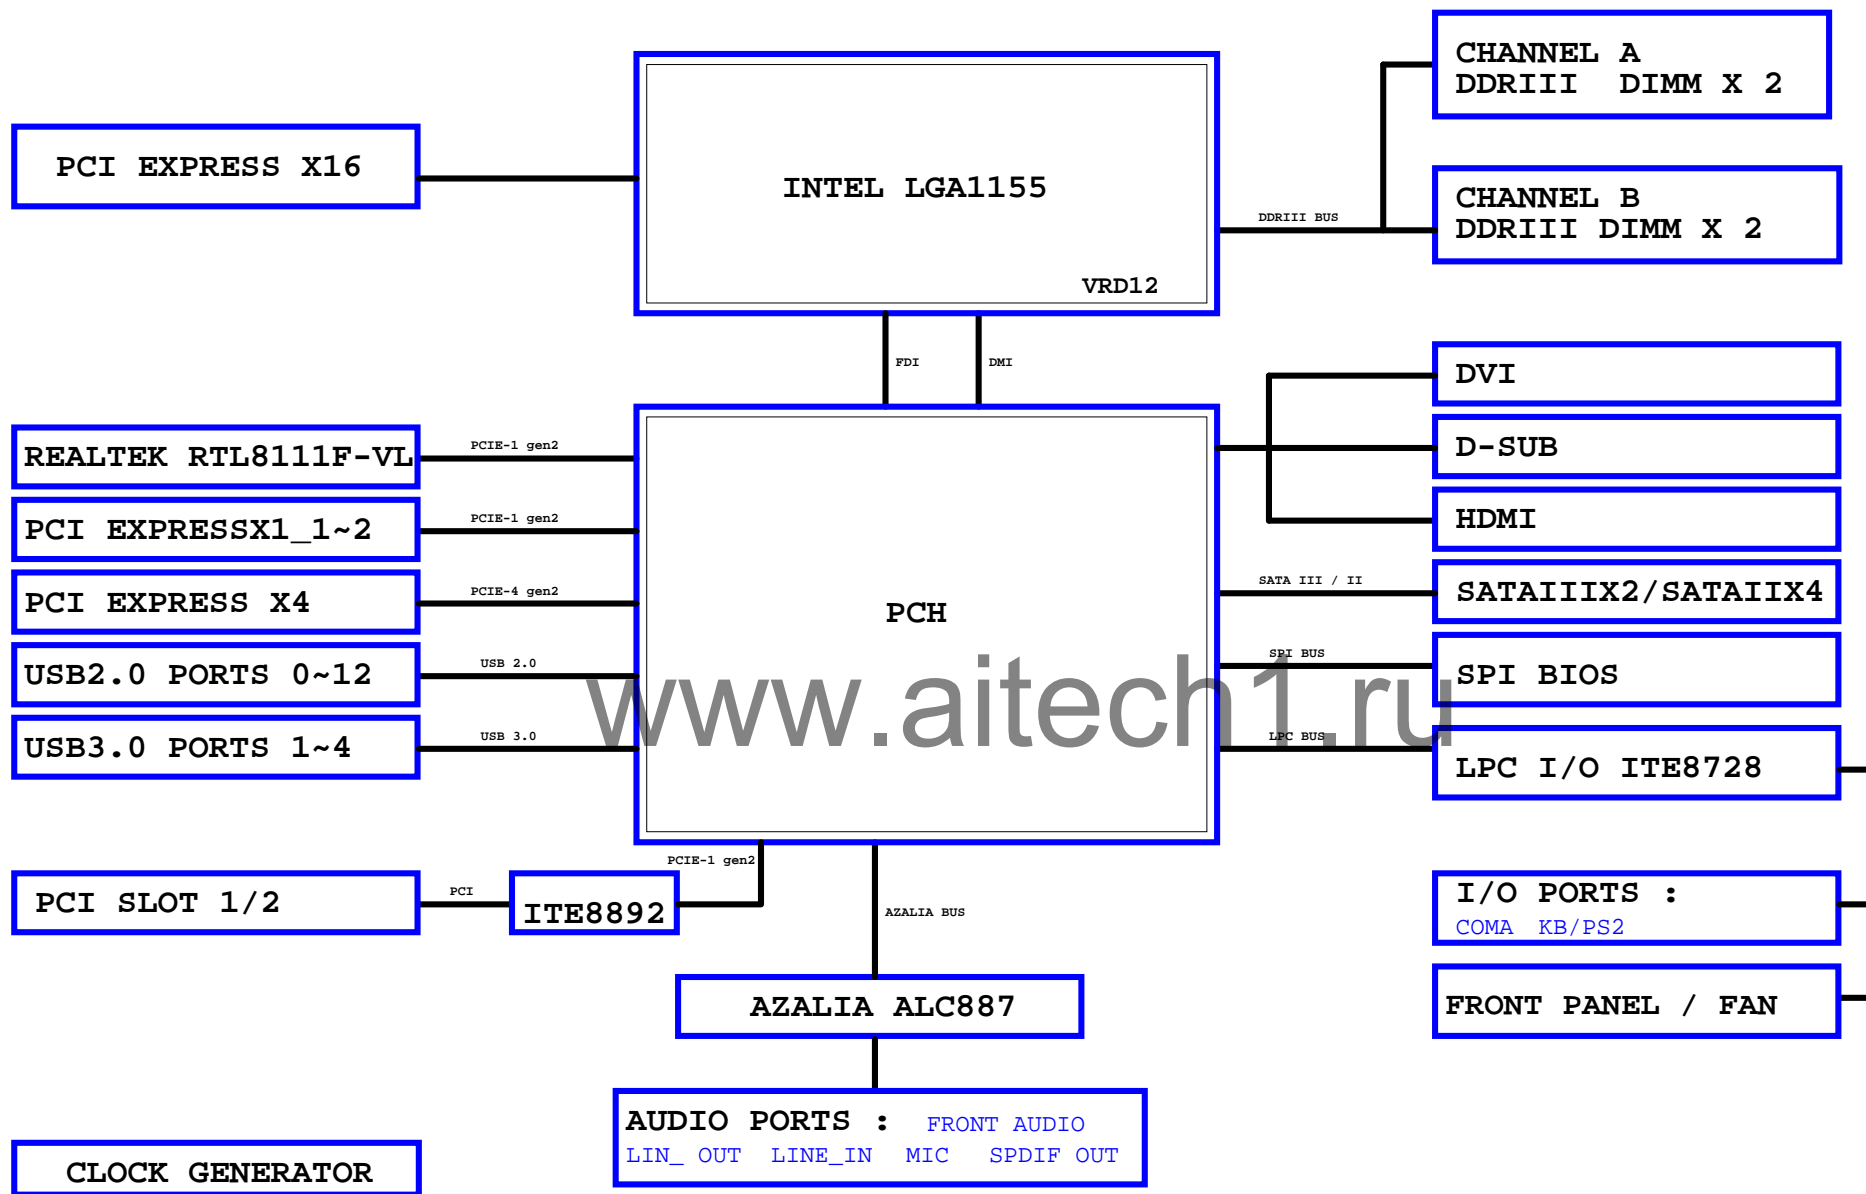 CHANNEL A
DDRIII DIMM X 2
PCI EXPRESS X16
INTEL LGA1155
CHANNEL B
DDRIII DIMM X 2
DDRIII BUS
VRD12
FDI
DMI
DVI
REALTEK RTL8111F-VL
PCIE-1 gen2
D-SUB
PCI EXPRESSX1_1~2
PCIE-1 gen2
HDMI
PCI EXPRESS X4
PCIE-4 gen2
PCH
SATA III / II
SATAIIIX2/SATAIIX4
USB2.0 PORTS 0~12
USB 2.0
SPI BUS
SPI BIOS
www.aitech1.ru
USB3.0 PORTS 1~4
USB 3.0
LPC BUS
LPC I/O ITE8728
PCIE-1 gen2
PCI SLOT 1/2
PCI
ITE8892
AZALIA BUS
I/O PORTS :
COMA KB/PS2
AZALIA ALC887
FRONT PANEL / FAN
AUDIO PORTS : FRONT AUDIO
LIN_ OUT LINE_IN MIC SPDIF OUT
CLOCK GENERATOR